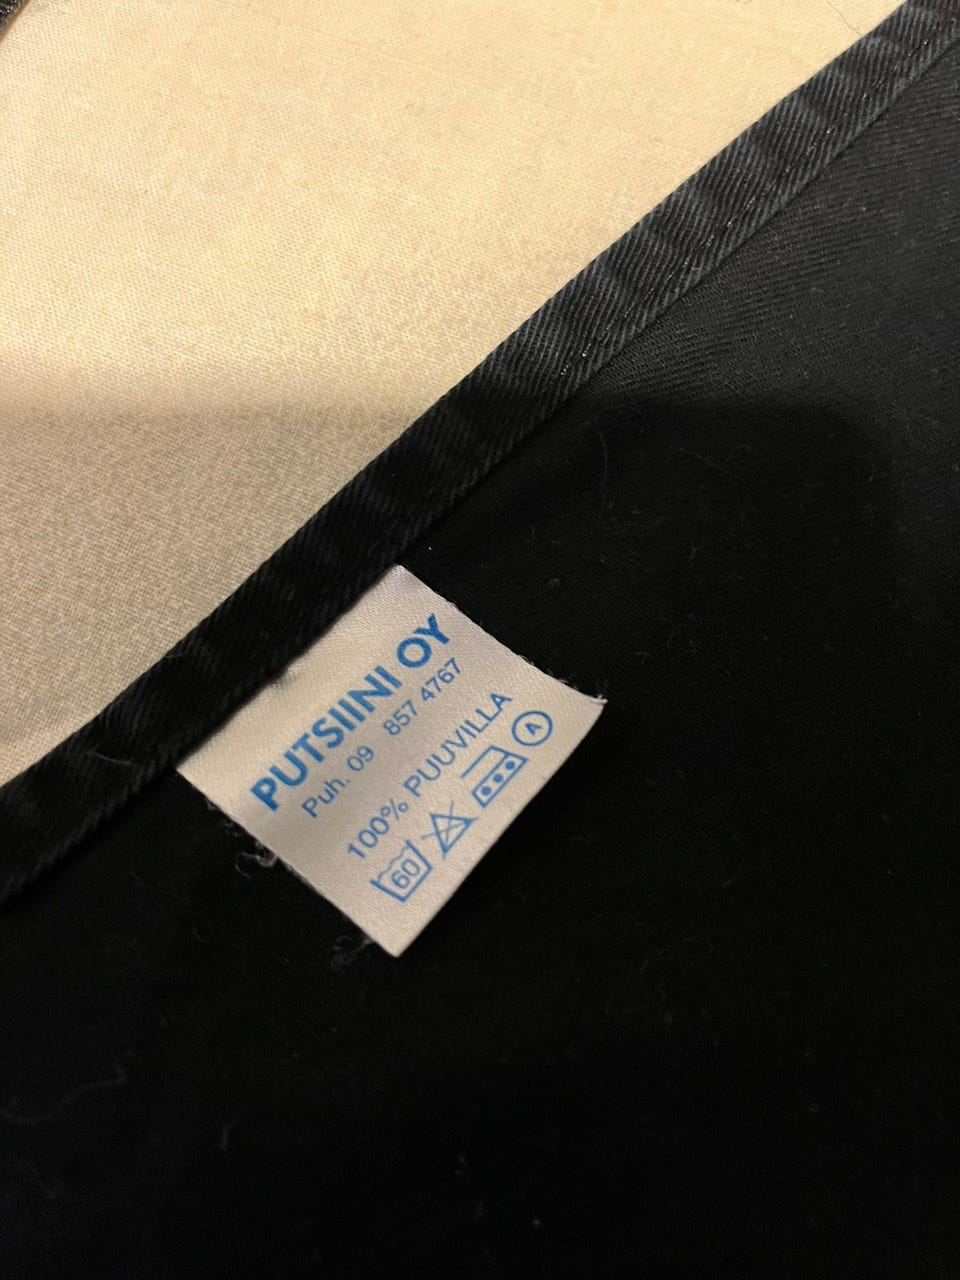 PUTSIINI OY
Puh. 09 857 4767
100% PUUVILLA
60 A